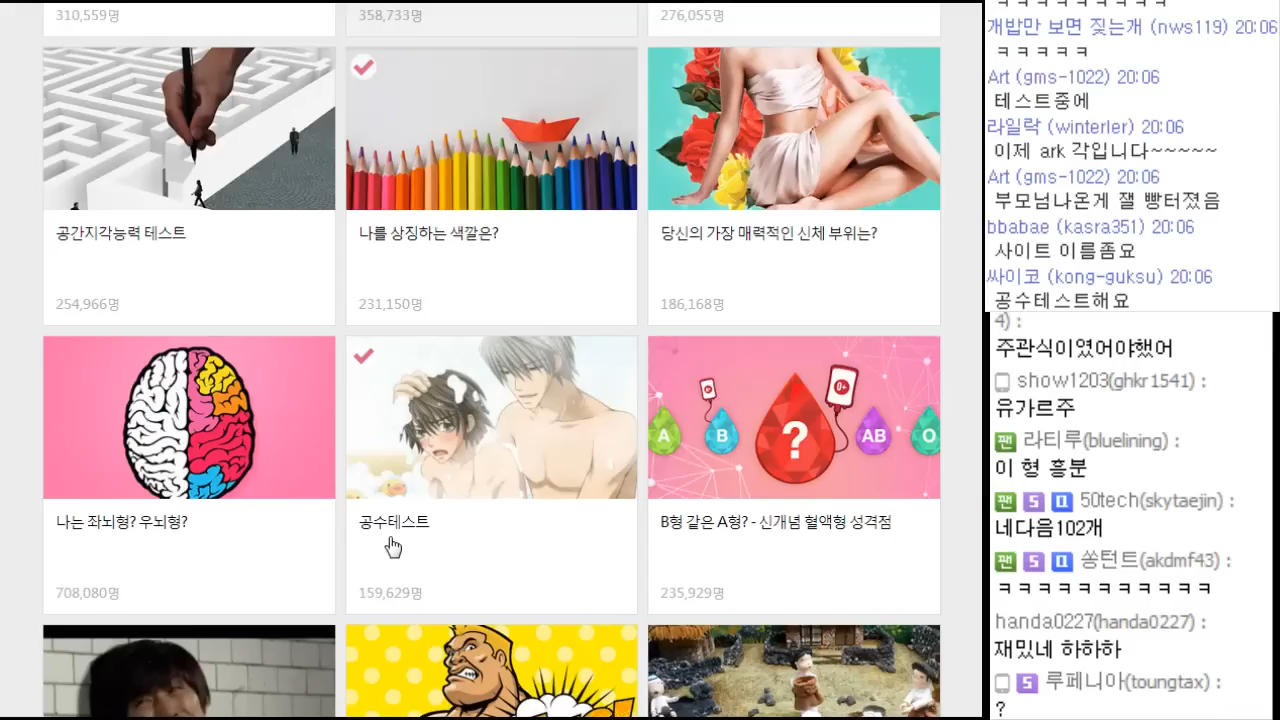 310,559명
358,733명
276,055명
공간지각능력 테스트
나를 상징하는 색깔은?
당신의 가장 매력적인 신체 부위는?
254,966명
231,150명
186,168명
A
B
?
0+
AB
O
나는 좌뇌형? 우뇌형?
공수테스트
B형 같은 A형? - 신개념 혈액형 성격점
708,080명
159,629명
235,929명
개밥만 보면 짖는개 (nws119) 20:06
ㅋㅋㅋㅋㅋ
Art (gms-1022) 20:06
테스트중에
라일락 (winterler) 20:06
이제 ark 각입니다~~~~~
Art (gms-1022) 20:06
부모님나온게 잴 빵터졌음
bbabae (kasra351) 20:06
사이트 이름좀요
싸이코 (kong-guksu) 20:06
공수테스트해요
4) :
주관식이였어야했어
show1203(ghkr1541) :
유가르주
팬 라티루(bluelining) :
이 형 흥분
팬 S 50tech(skytaejin) :
네다음102개
팬 S 쏭턴트(akdmf43) :
ㅋㅋㅋㅋㅋㅋㅋㅋㅋㅋㅋ
handa0227(handa0227) :
재밌네 하하하
S 루페니아(toungtax) :
?